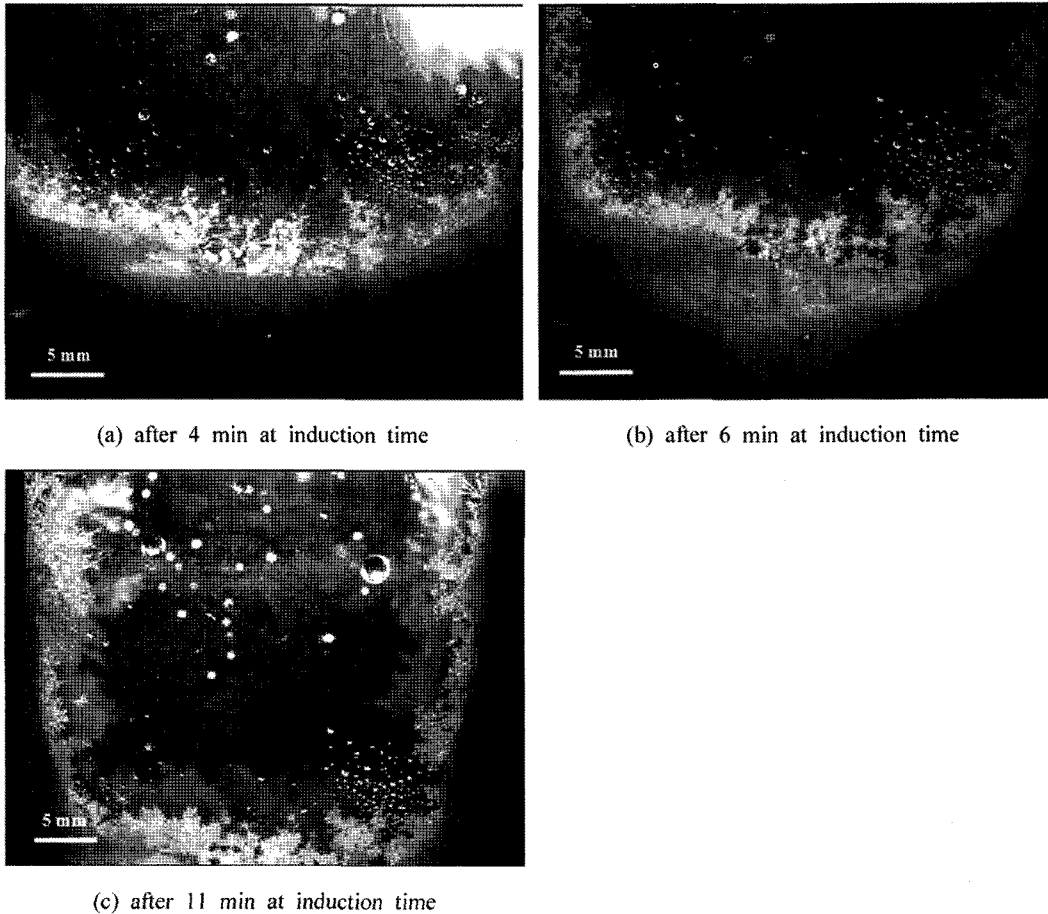 5 mm
5 mm
(a) after 4 min at induction time
(b) after 6 min at induction time
5 mm
(c) after 11 min at induction time